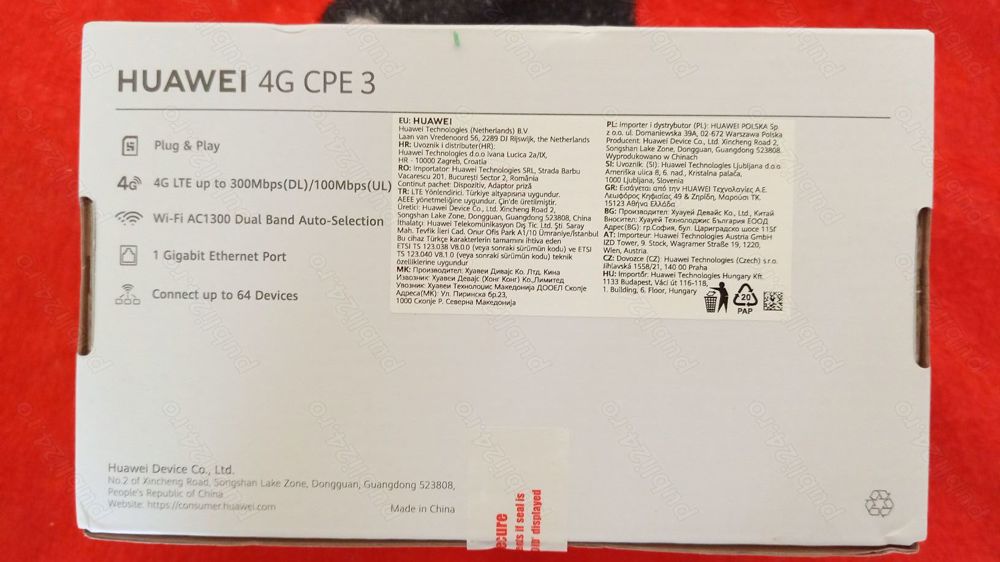 HUAWEI 4G CPE 3
Plug & Play
4G 4G LTE up to 300Mbps(DL)/100Mbps(UL)
Wi-Fi AC1300 Dual Band Auto-Selection
1 Gigabit Ethernet Port
Connect up to 64 Devices
EU: HUAWEI
Huawei Technologies (Netherlands) B.V
Laan van Vredenoord 56, 2289 DJ Rijswijk, the Netherlands
HR: Uvoznik i distributer(HR):
Huawei Technologies d.o.o Ivana Lucica 2a/IX,
HR - 10000 Zagreb, Croatia
RO: Importator: Huawei Technologies SRL, Strada Barbu
Vacarescu 201, București Sector 2, România
Conținut pachet: Dispozitiv, Adaptor priză
TR: LTE Yönlendirici. Türkiye altyapısına uygundur.
AEEE yönetmeliğine uygundur. Çin'de üretilmiştir.
Üretici: Huawei Device Co., Ltd. Xincheng Road 2,
Songshan Lake Zone, Dongguan, Guangdong 523808, China
İthalatçı: Huawei Telekomünikasyon Dış Tic. Ltd. Şti. Saray
Mah. Tevfik İleri Cad. Onur Ofis Park A1/10 Ümraniye/İstanbul
Bu cihaz Türkçe karakterlerin tamamını ihtiva eden
ETSI TS 123.038 V8.0.0 (veya sonraki sürümün kodu) ve ETSI
TS 123.040 V8.1.0 (veya sonraki sürümün kodu) teknik
özelliklerine uygundur
MK: Производител: Хуавеи Дивајс Ко. Лтд. Кина
Извозник: Хуавеи Девајс (Хонг Конг) Ко.,Лимитед
Увозник: Хуавеи Технолоџис Македонија ДООЕЛ Скопје
Адреса(МК): Ул. Пиринска бр.23,
1000 Скопје Р. Северна Македонија
PL: Importer i dystrybutor (PL): HUAWEI POLSKA Sp.
z o.o. ul. Domaniewska 39A, 02-672 Warszawa Polska
Producent: Huawei Device Co., Ltd. Xincheng Road 2,
Songshan Lake Zone, Dongguan, Guangdong 523808
Wyprodukowano w Chinach
SI: Uvoznik (SI): Huawei Technologies Ljubljana d.o.o
Ameriška ulica 8, 6. nad., Kristalna palača,
1000 Ljubljana, Slovenia
GR: Εισάγεται από την HUAWEI Τεχνολογίες Α.Ε.
Λεωφόρος Κηφισίας 49 & Ζηρίδη, Μαρούσι ΤΚ.
15123 Αθήνα Ελλάδα
BG: Производител: Хуауей Девайс Ко., Лтд., Китай
Вносител: Хуауей Технолоджис България ЕООД
Адрес(BG): гр.София, бул. Цариградско шосе 115г
AT: Importeur: Huawei Technologies Austria GmbH
IZD Tower, 9. Stock, Wagramer Straße 19, 1220,
Wien, Austria
CZ: Dovozce (CZ): Huawei Technologies (Czech) s.r.o.
Jihlavská 1558/21, 140 00 Praha
HU: Importőr: Huawei Technologies Hungary Kft.
1133 Budapest, Váci út 116-118,
1. Building, 6. Floor, Hungary
20
PAP
Huawei Device Co., Ltd.
No.2 of Xincheng Road, Songshan Lake Zone, Dongguan, Guangdong 523808,
People's Republic of China
Website: https://consumer.huawei.com
Made in China
ecure
if seal is
displayed
publi24.ro